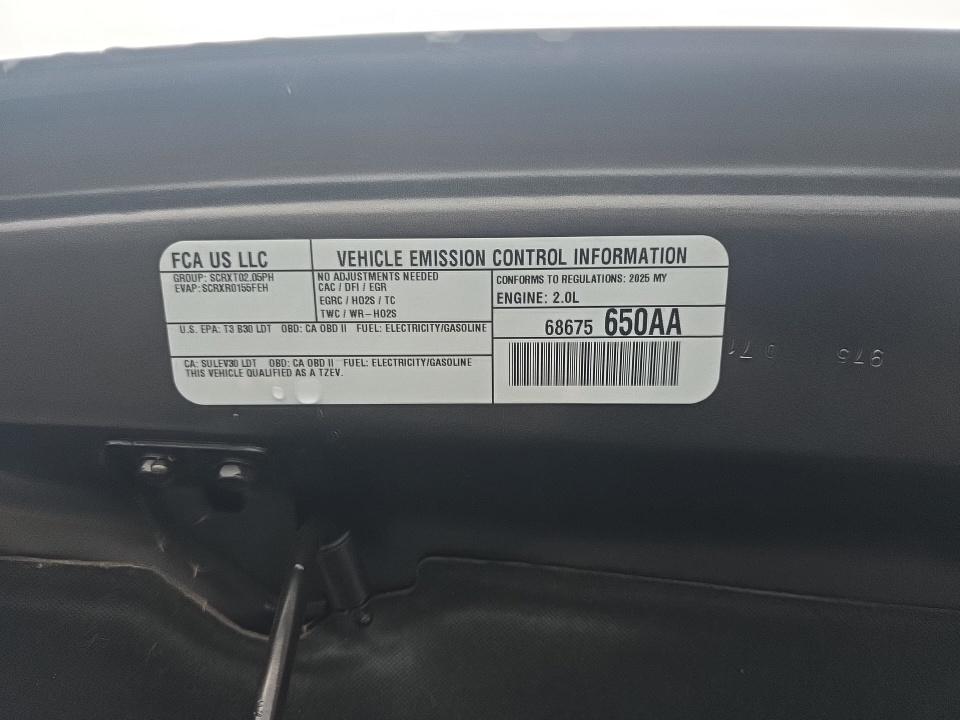 FCA US LLC
GROUP: SCRXT02.05PH
EVAP:SCRXR0155FEH
VEHICLE EMISSION CONTROL INFORMATION
NO ADJUSTMENTS NEEDED
CAC / DFI / EGR
EGRC / HO2S / TC
TWC / WR-HO2S
CONFORMS TO REGULATIONS: 2025 MY
ENGINE: 2.0L
U.S. EPA: T3 B30 LDT OBD: CA OBD II FUEL: ELECTRICITY/GASOLINE
68675 650AA
CA: SULEV30 LDT OBD: CA OBD II FUEL: ELECTRICITY/GASOLINE
THIS VEHICLE QUALIFIED AS A TZEV.
975